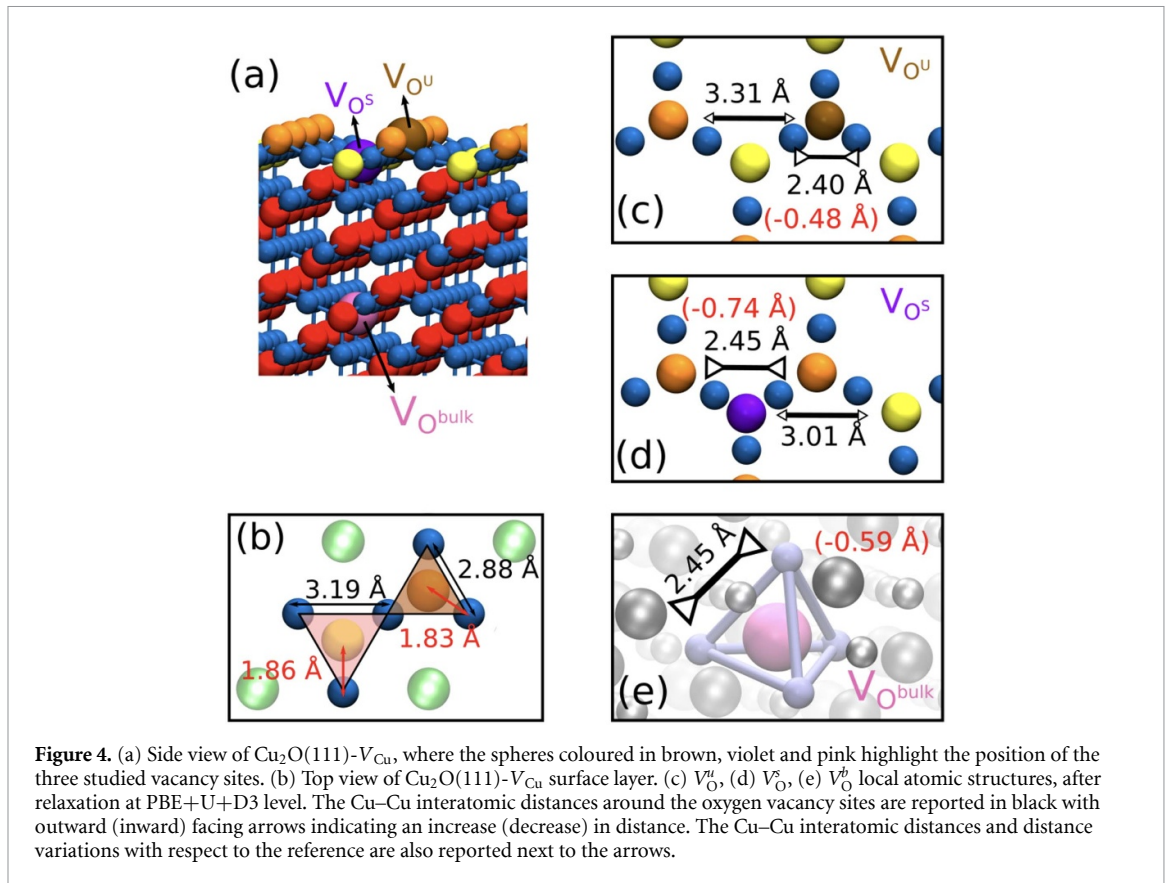 (a)
V_O^S
V_O^U
V_O^bulk
(b)
3.19 Å
2.88 Å
1.83 Å
1.86 Å
V_O^U
3.31 Å
2.40 Å
(c)
(-0.48 Å)
V_O^S
(-0.74 Å)
2.45 Å
3.01 Å
(d)
2.45 Å
(-0.59 Å)
(e)
V_O^bulk
Figure 4. (a) Side view of Cu₂O(111)-V_Cu, where the spheres coloured in brown, violet and pink highlight the position of the
three studied vacancy sites. (b) Top view of Cu₂O(111)-V_Cu surface layer. (c) V_O^u, (d) V_O^s, (e) V_O^b local atomic structures, after
relaxation at PBE+U+D3 level. The Cu–Cu interatomic distances around the oxygen vacancy sites are reported in black with
outward (inward) facing arrows indicating an increase (decrease) in distance. The Cu–Cu interatomic distances and distance
variations with respect to the reference are also reported next to the arrows.